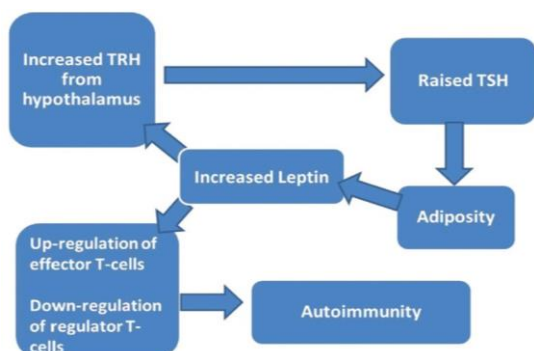 Increased TRH
from
hypothalamus
Raised TSH
Increased Leptin
Adiposity
Up-regulation of
effector T-cells
Down-regulation
of regulator T-
cells
Autoimmunity